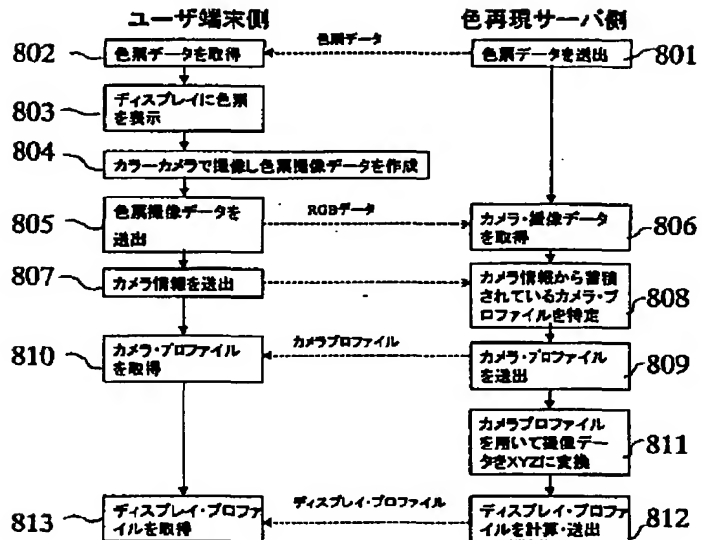 ユーザ端末側
色再現サーバ側
802
色票データを取得
色票データ
色票データを送出
801
803
ディスプレイに色票
を表示
804
カラーカメラで撮像し色票撮像データを作成
805
色票撮像データを
送出
RGBデータ
カメラ・撮像データ
を取得
806
807
カメラ情報を送出
カメラ情報から蓄積
されているカメラ・プ
ロファイルを特定
808
810
カメラ・プロファイル
を取得
カメラプロファイル
カメラ・プロファイル
を送出
809
カメラプロファイル
を用いて撮像デー
タをXYZに変換
811
813
ディスプレイ・プロファ
イルを取得
ディスプレイ・プロファイル
ディスプレイ・プロファ
イルを計算・送出
812